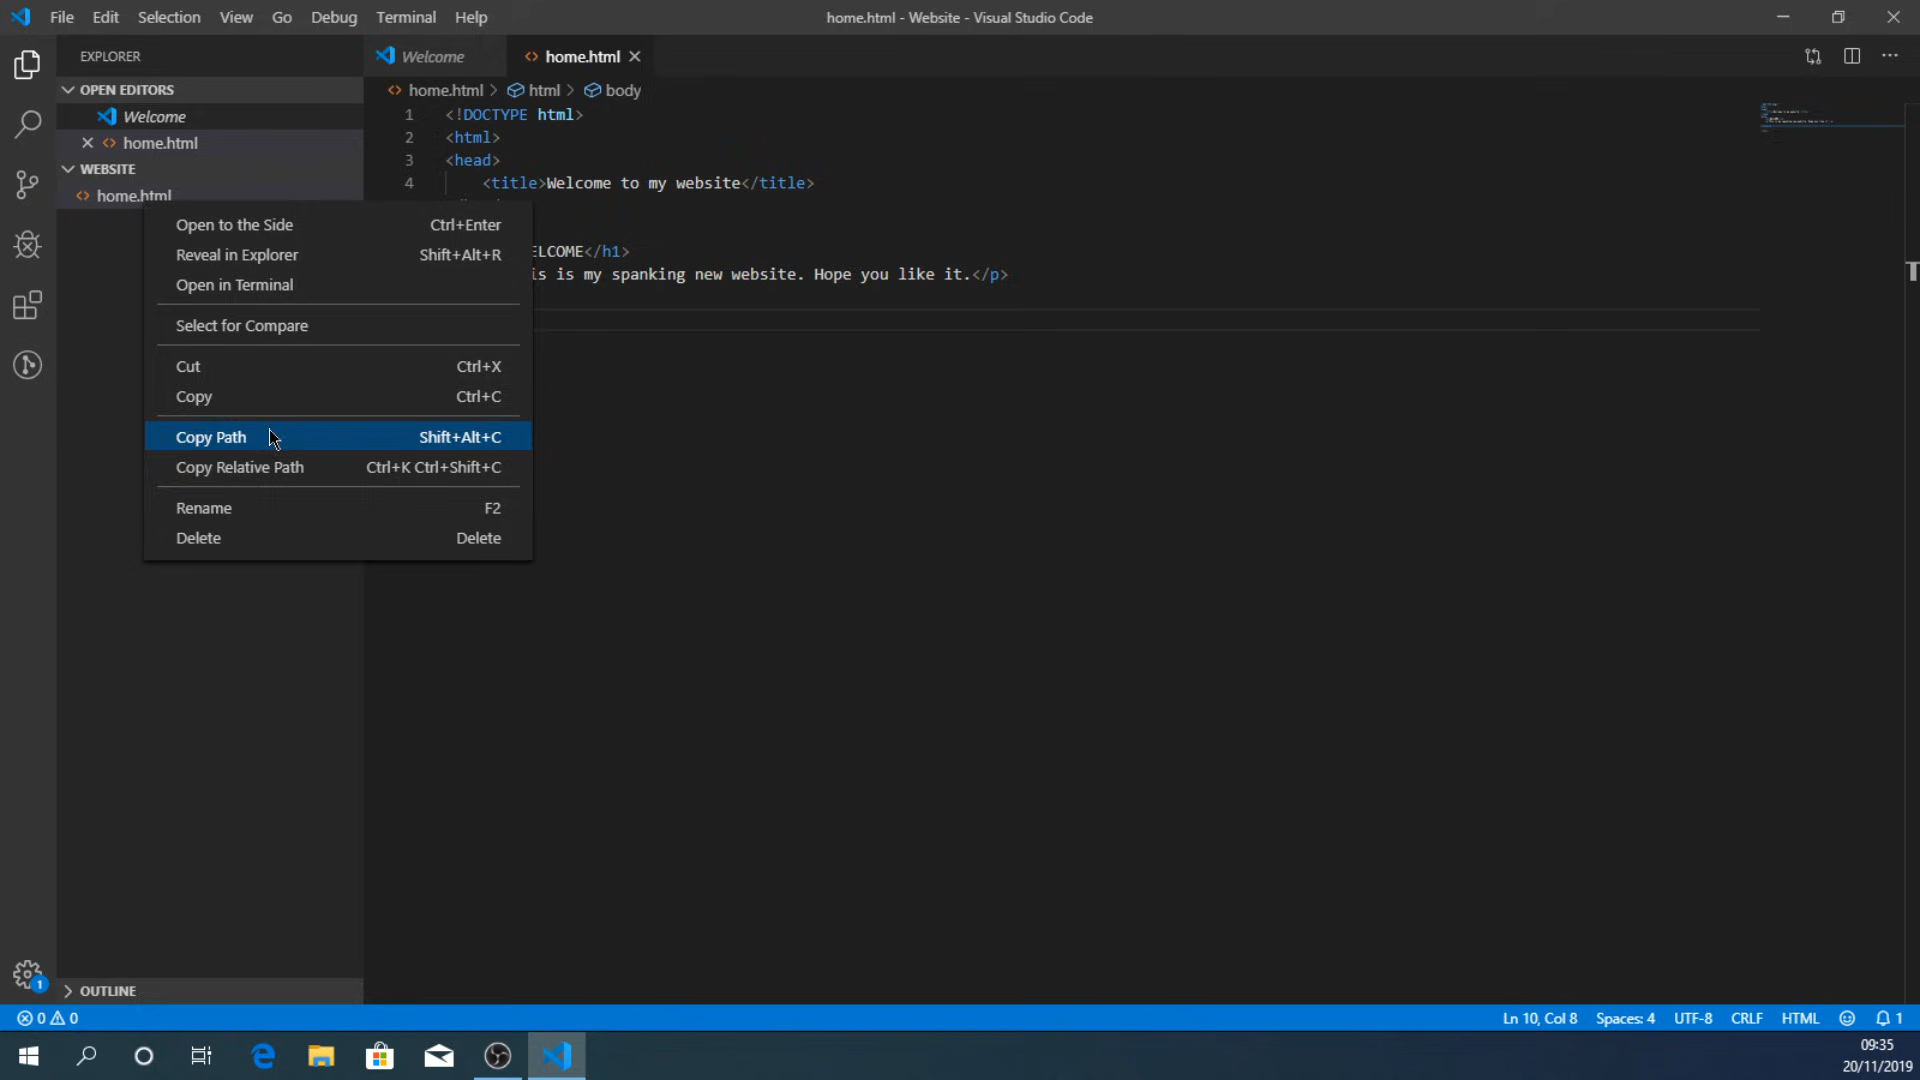 File Edit Selection View Go Debug Terminal Help
home.html - Website - Visual Studio Code
EXPLORER
OPEN EDITORS
Welcome
home.html
WEBSITE
home.html
Welcome
home.html
home.html > html > body
1 <!DOCTYPE html>
2 <html>
3 <head>
4 <title>Welcome to my website</title>
ELCOME</h1>
is is my spanking new website. Hope you like it.</p>
Open to the Side Ctrl+Enter
Reveal in Explorer Shift+Alt+R
Open in Terminal
Select for Compare
Cut Ctrl+X
Copy Ctrl+C
Copy Path Shift+Alt+C
Copy Relative Path Ctrl+K Ctrl+Shift+C
Rename F2
Delete Delete
1
OUTLINE
0 0
Ln 10, Col 8 Spaces: 4 UTF-8 CRLF HTML 1
09:35
20/11/2019